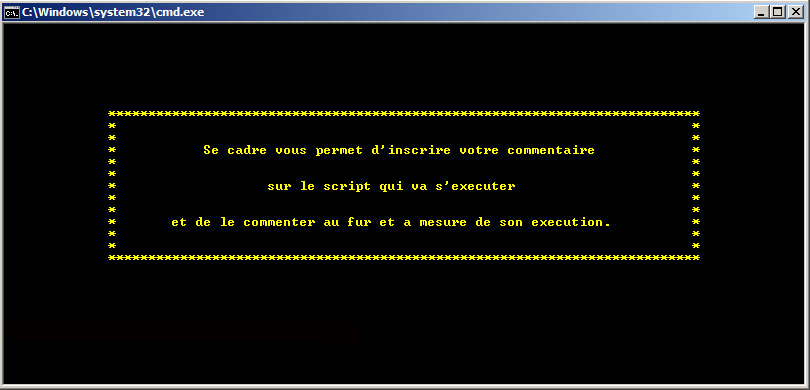 C:\Windows\system32\cmd.exe
**************************************************************************
* *
* *
* Se cadre vous permet d'inscrire votre commentaire *
* *
* *
* sur le script qui va s'executer *
* *
* *
* et de le commenter au fur et a mesure de son execution. *
* *
* *
**************************************************************************